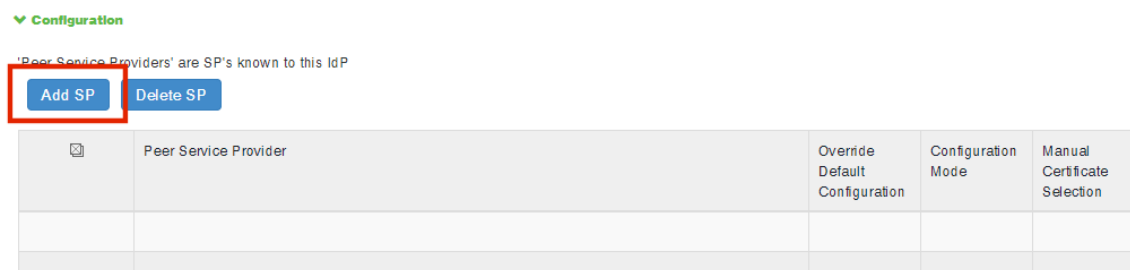 Configuration
'Peer Service Providers' are SP's known to this IdP
Add SP
Delete SP
Peer Service Provider
Override
Default
Configuration
Configuration
Mode
Manual
Certificate
Selection